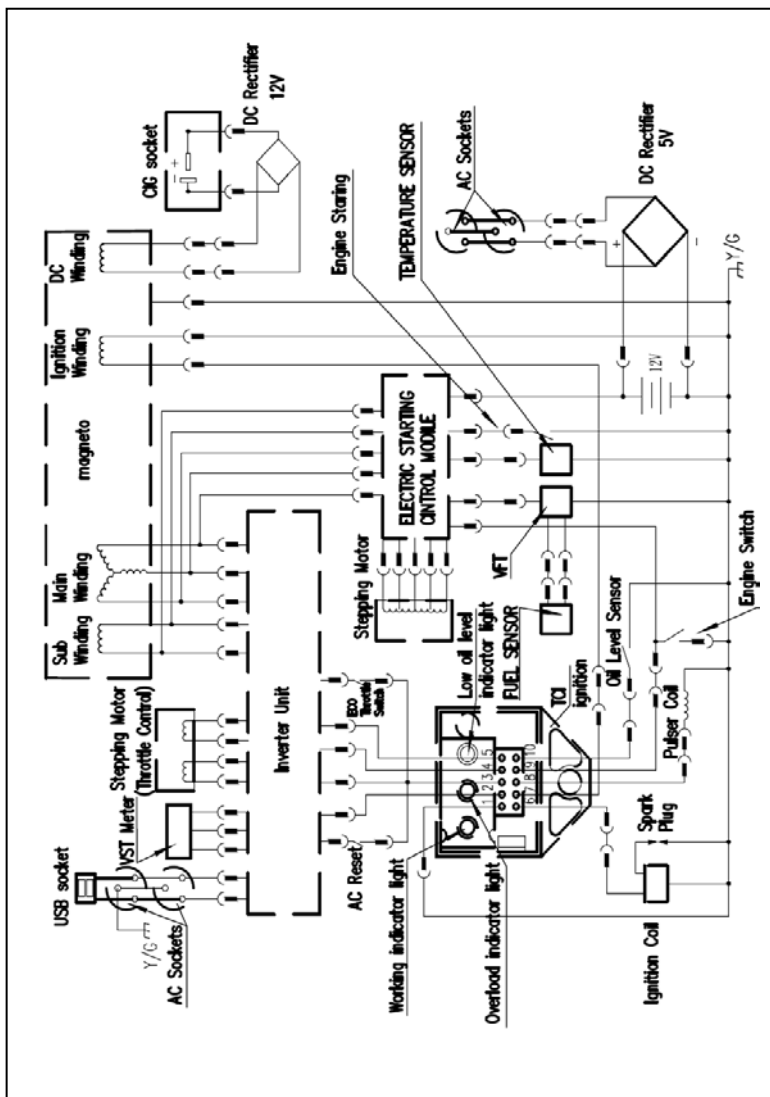 USB socket
Y/G
AC Sockets
VST Meter
Stepping Motor
(Throttle Control)
Sub
Winding
Main
Winding
magneto
Ignition
Winding
DC
Winding
CIG socket
+
-
DC Rectifier
12V
Inverter Unit
AC Reset
ECO
Throttle
Switch
Stepping Motor
ELECTRIC STARTING
CINTROL MODILE
Engine Staring
TEMPERATURE SENSOR
AC Sockets
Working indicator light
Overload indicator light
Low oil level
indicator light
1 2 3 4 5
6 7 8 9 10
FUEL SENSOR
VFT
TCI
ignition
Oil Level Sensor
Pulser Coil
Engine Switch
Spark
Plug
Ignition Coil
12V
+
-
DC Rectifier
5V
Y/G